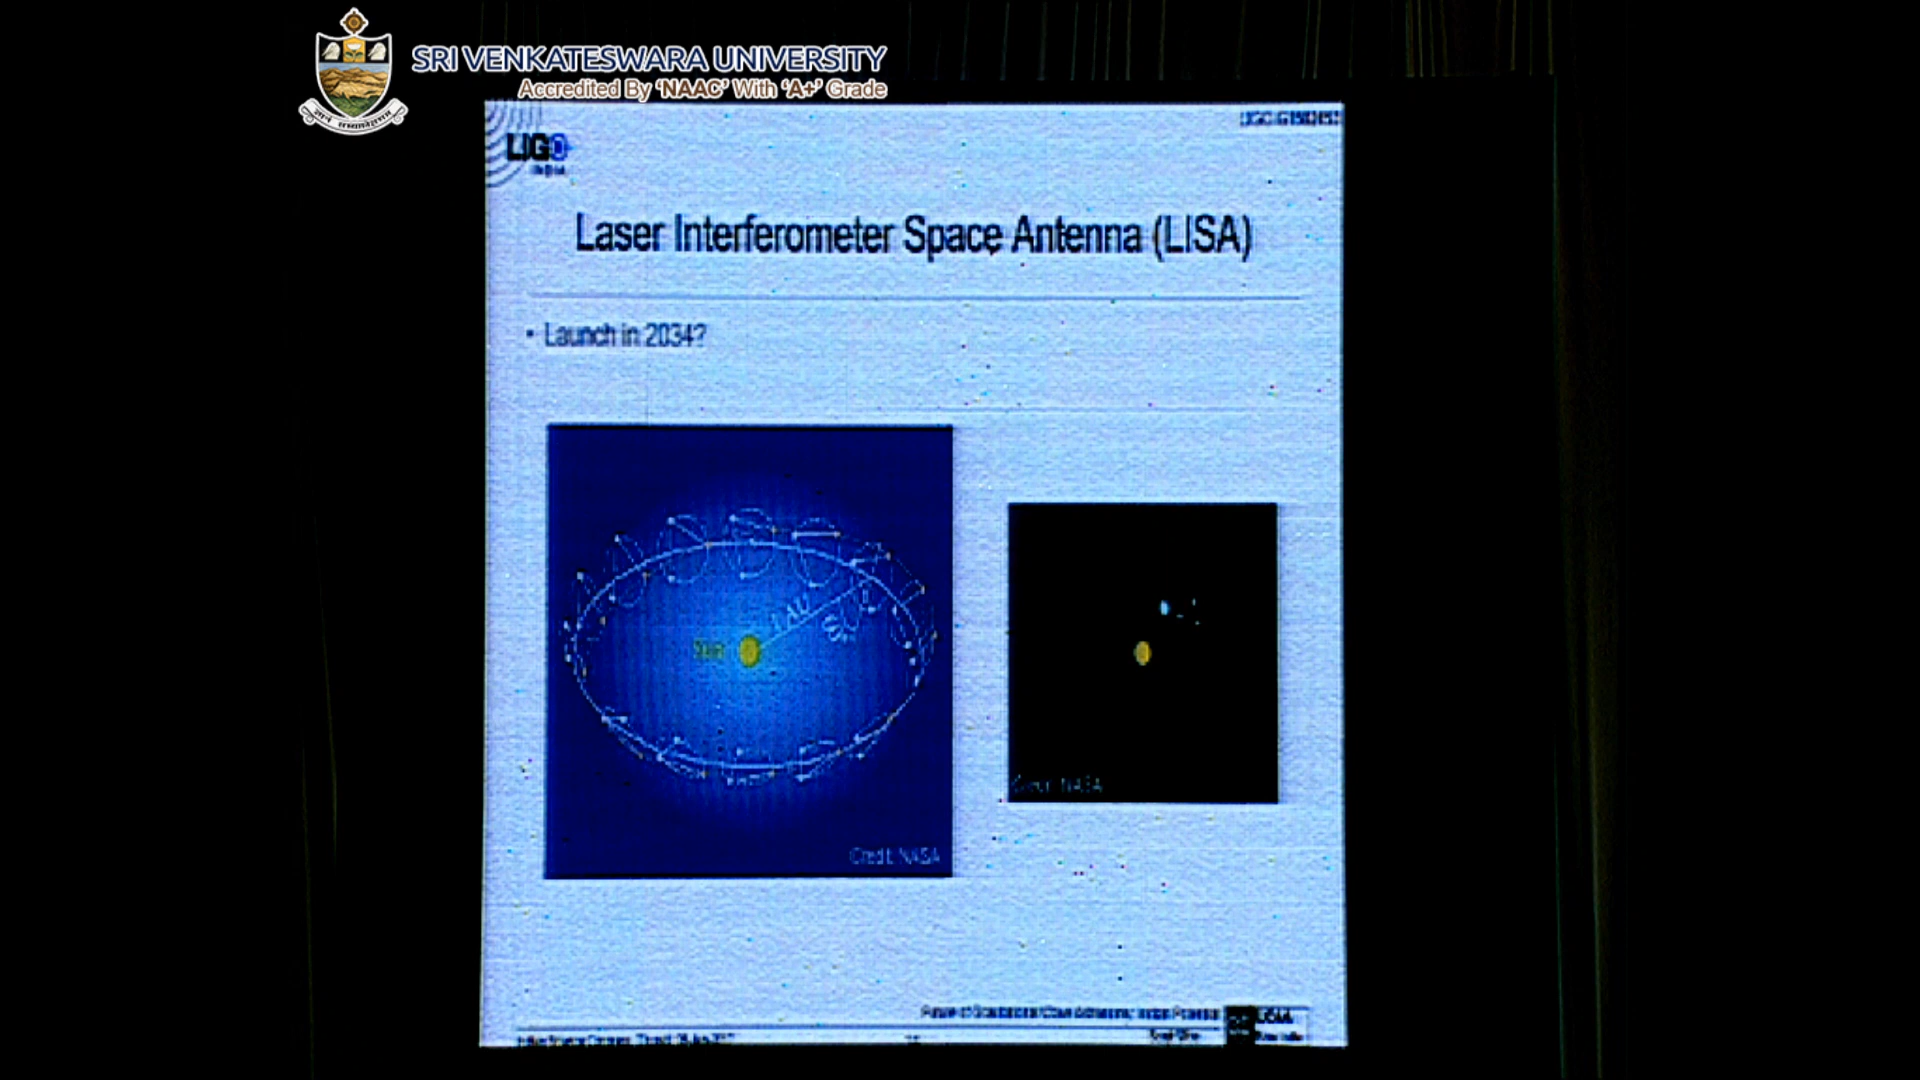 SRI VENKATESWARA UNIVERSITY
Accredited By 'NAAC' With 'A+' Grade
LIGO
INDIA
Laser Interferometer Space Antenna (LISA)
• Launch in 2034?
1 AU
Sun
Credit: NASA
Credit: NASA